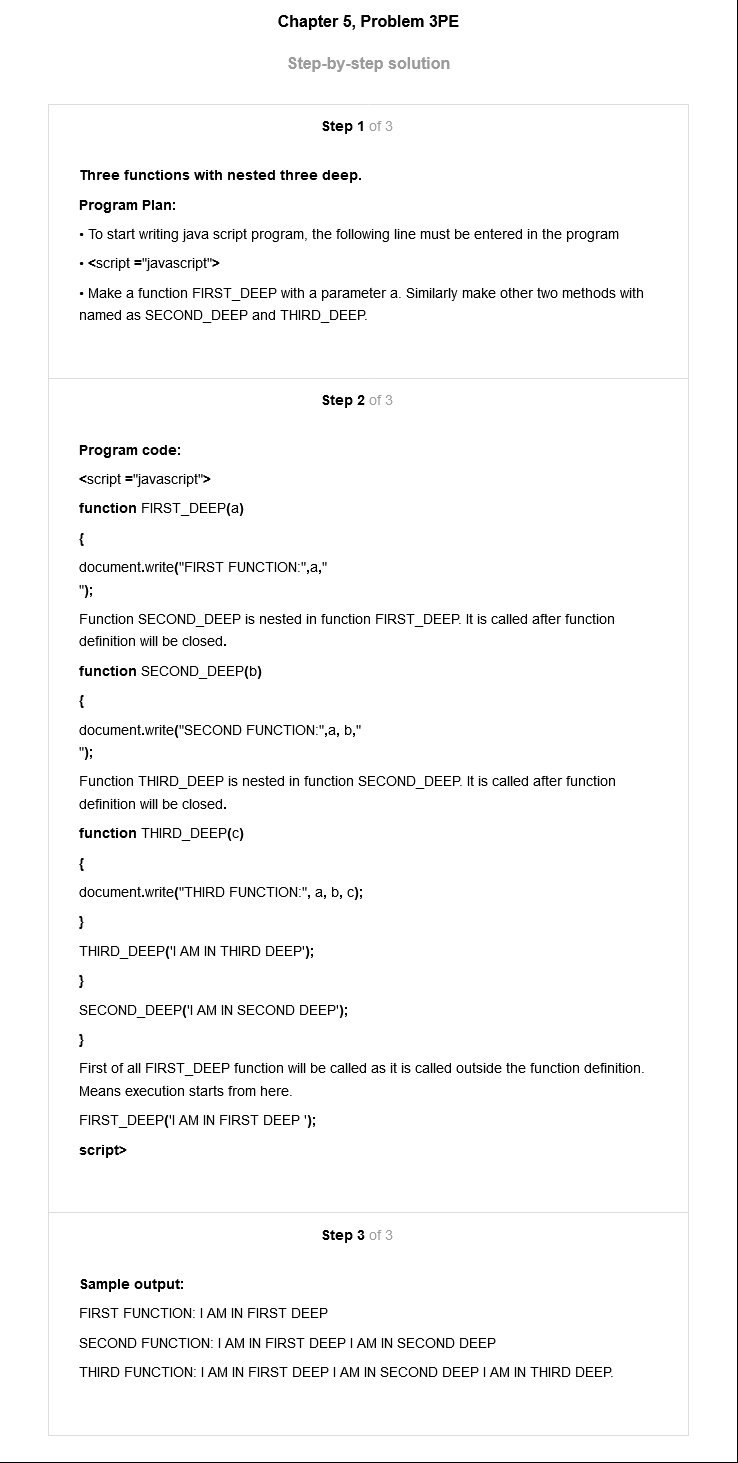 Chapter 5, Problem 3PE
Step-by-step solution
Step 1 of 3
Three functions with nested three deep.
Program Plan:
• To start writing java script program, the following line must be entered in the program
• <script ="javascript">
• Make a function FIRST_DEEP with a parameter a. Similarly make other two methods with
named as SECOND_DEEP and THIRD_DEEP.
Step 2 of 3
Program code:
<script ="javascript">
function FIRST_DEEP(a)
{
document.write("FIRST FUNCTION:",a,"
");
Function SECOND_DEEP is nested in function FIRST_DEEP. It is called after function
definition will be closed.
function SECOND_DEEP(b)
{
document.write("SECOND FUNCTION:",a, b,"
");
Function THIRD_DEEP is nested in function SECOND_DEEP. It is called after function
definition will be closed.
function THIRD_DEEP(c)
{
document.write("THIRD FUNCTION:", a, b, c);
}
THIRD_DEEP('I AM IN THIRD DEEP');
}
SECOND_DEEP('I AM IN SECOND DEEP');
}
First of all FIRST_DEEP function will be called as it is called outside the function definition.
Means execution starts from here.
FIRST_DEEP('I AM IN FIRST DEEP ');
script>
Step 3 of 3
Sample output:
FIRST FUNCTION: I AM IN FIRST DEEP
SECOND FUNCTION: I AM IN FIRST DEEP I AM IN SECOND DEEP
THIRD FUNCTION: I AM IN FIRST DEEP I AM IN SECOND DEEP I AM IN THIRD DEEP.